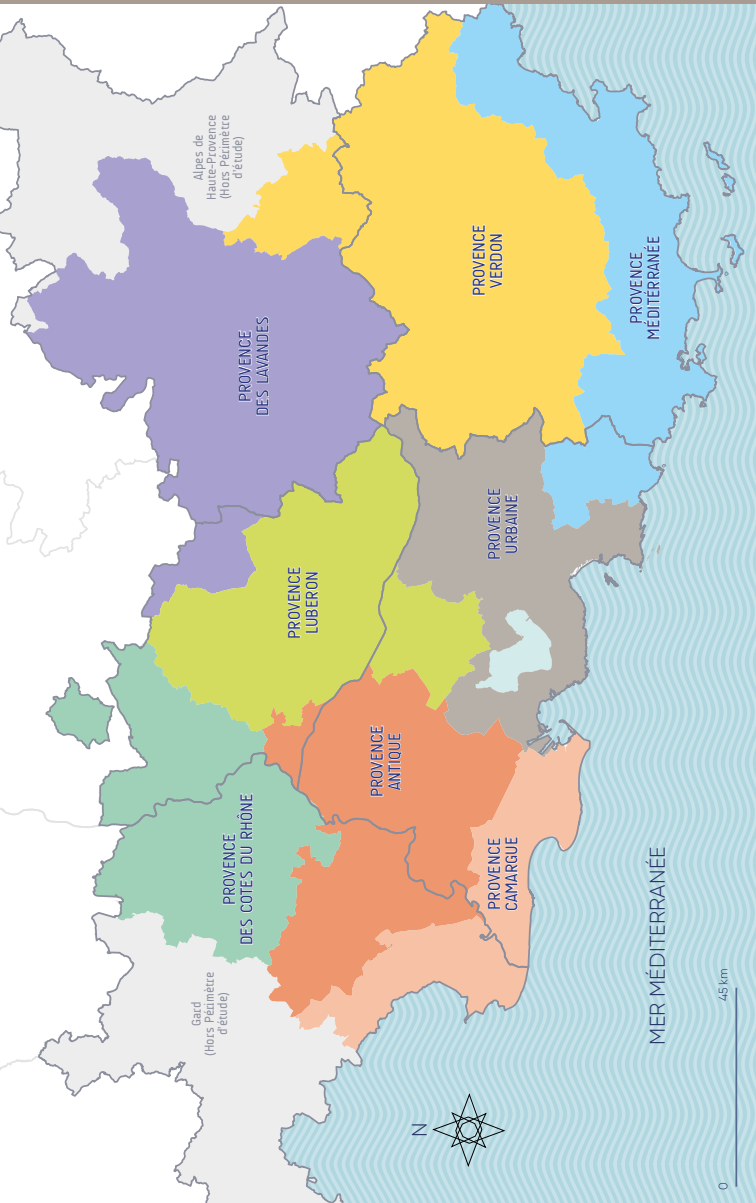 Alpes de
Haute-Provence
(Hors Périmètre
d'étude)
PROVENCE
DES LAVANDES
PROVENCE
VERDON
PROVENCE
MÉDITERRANÉE
PROVENCE
LUBERON
PROVENCE
URBAINE
PROVENCE
ANTIQUE
PROVENCE
DES COTES DU RHÔNE
PROVENCE
CAMARGUE
Gard
(Hors Périmètre
d'étude)
MER MÉDITERRANÉE
N
0
45 km